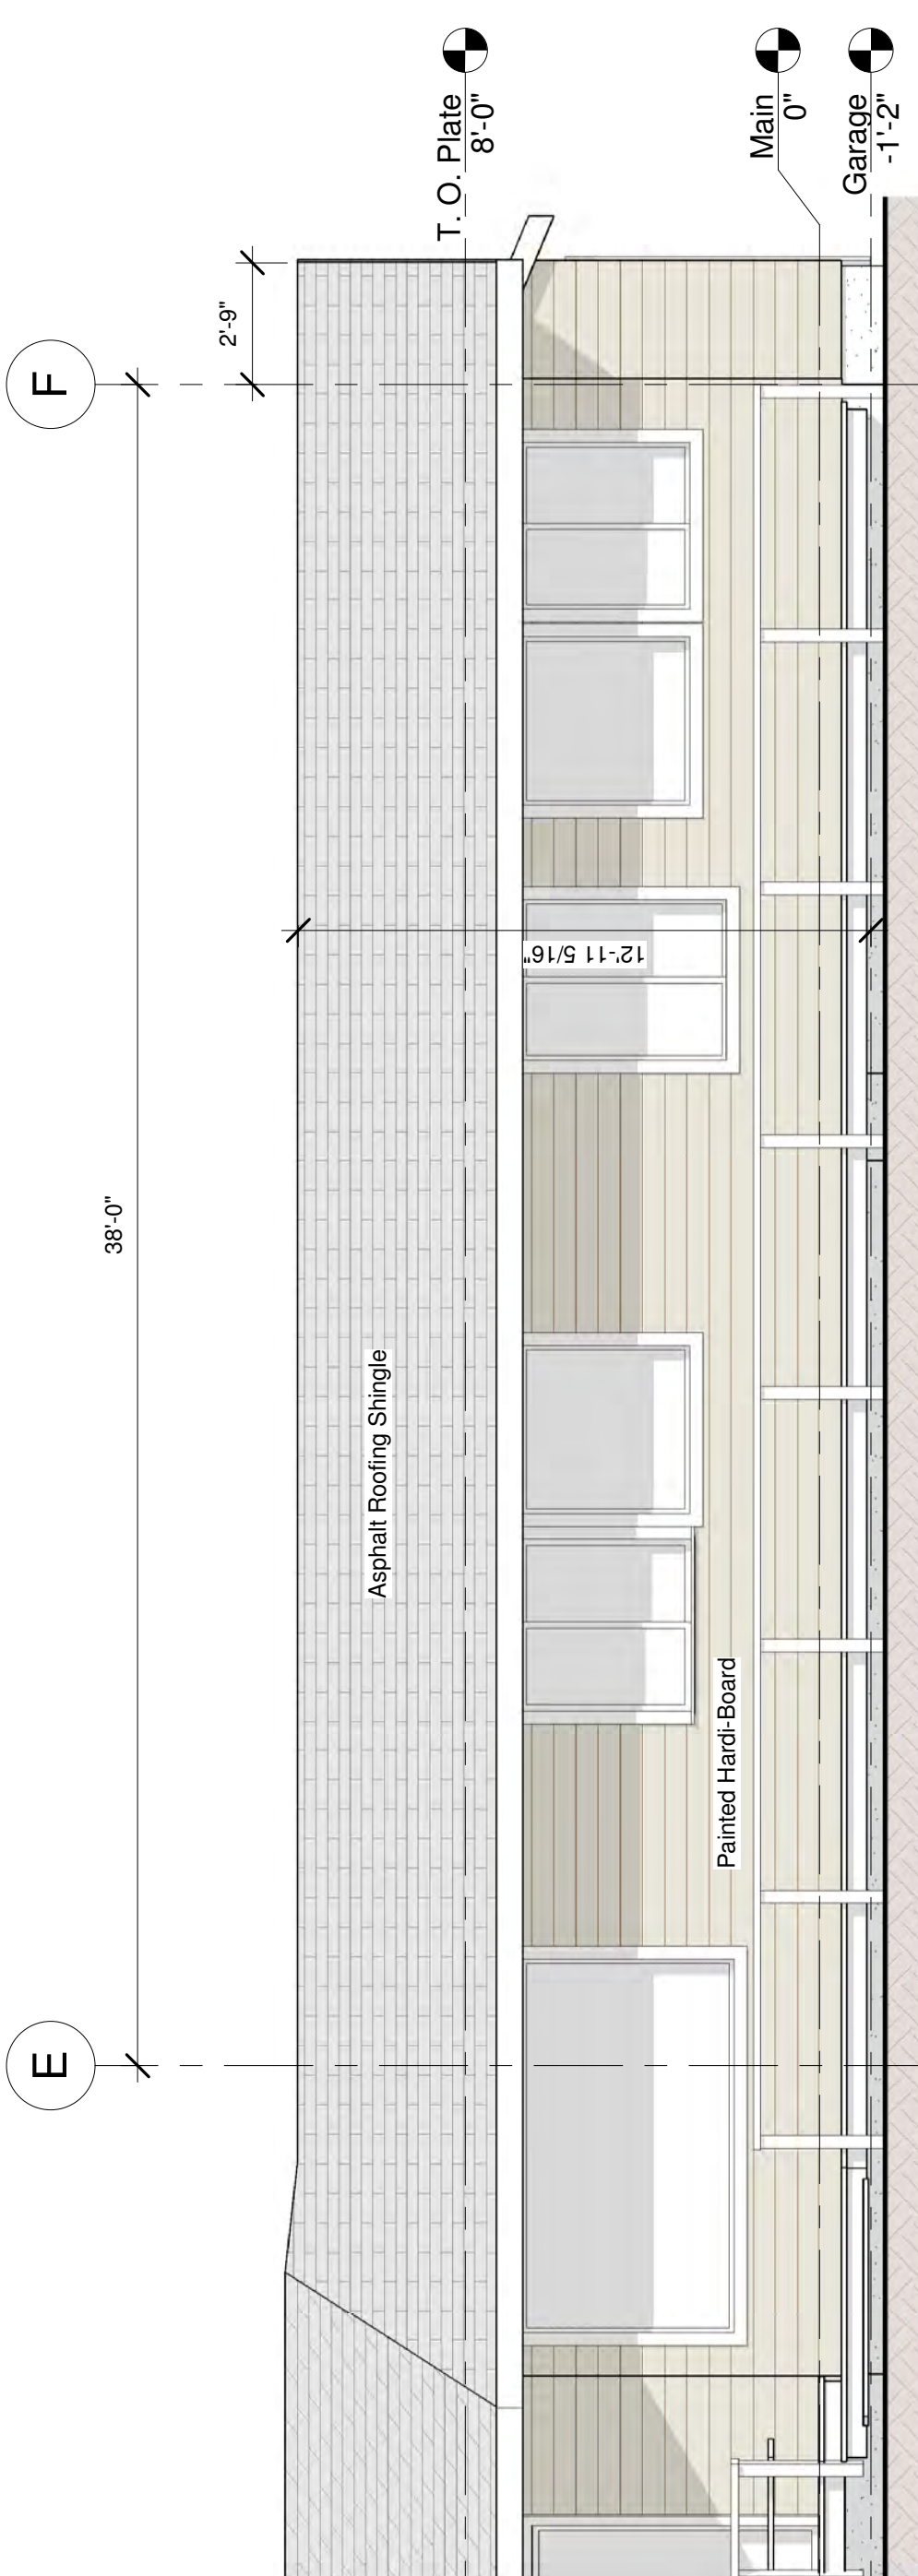 E
F
38'-0"
2'-9"
T. O. Plate
8'-0"
Main
0"
Garage
-1'-2"
Asphalt Roofing Shingle
12'-11 5/16"
Painted Hardi-Board